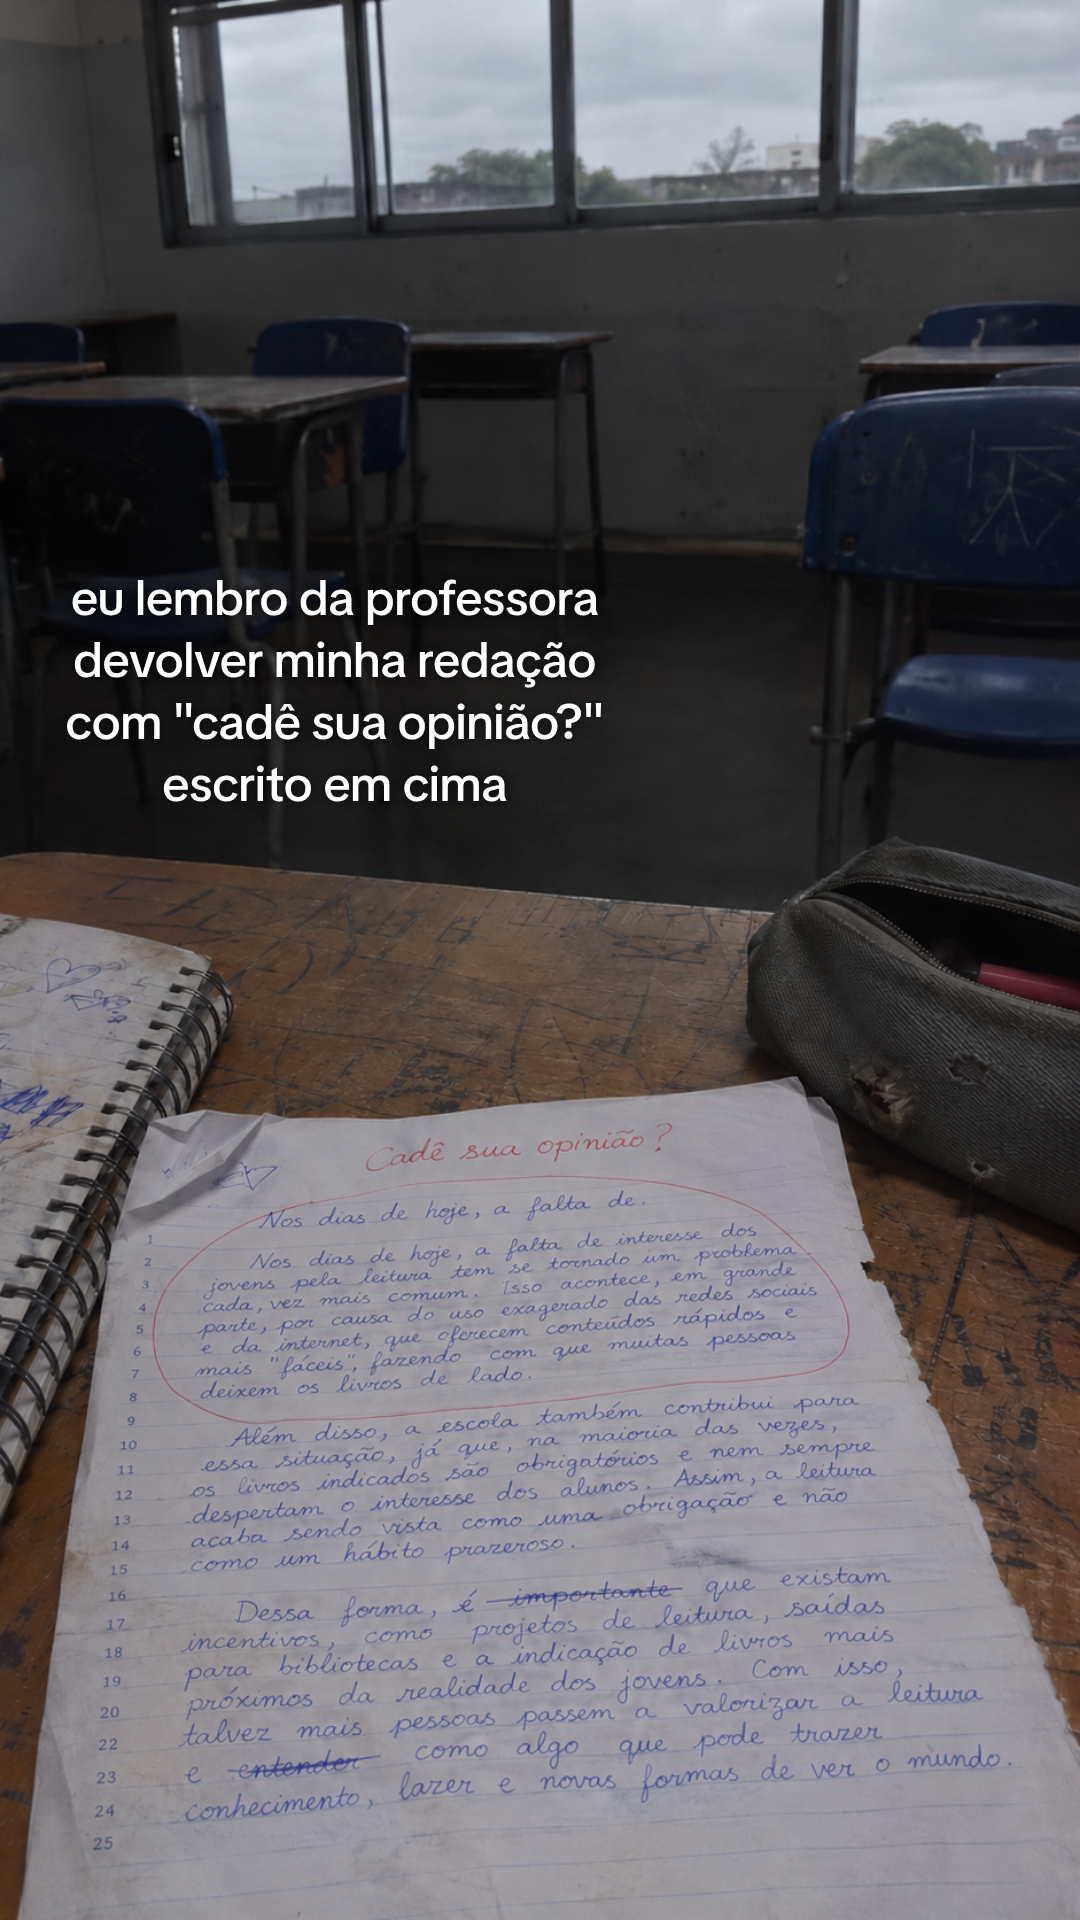 eu lembro da professora
devolver minha redação
com "cadê sua opinião?"
escrito em cima
Cadê sua opinião?
Nos dias de hoje, a falta de.
1
2 Nos dias de hoje, a falta de interesse dos
3 jovens pela leitura tem se tornado um problema
4 cada, vez mais comum. Isso acontece, em grande
5 parte, por causa do uso exagerado das redes sociais
6 e da internet, que oferecem conteúdos rápidos e
7 mais "fáceis", fazendo com que muitas pessoas
8 deixem os livros de lado.
9
10 Além disso, a escola também contribui para
11 essa situação, já que, na maioria das vezes,
12 os livros indicados são obrigatórios e nem sempre
13 despertam o interesse dos alunos. Assim, a leitura
14 acaba sendo vista como uma obrigação e não
15 como um hábito prazeroso.
16
17 Dessa forma, é importante que existam
18 incentivos, como projetos de leitura, saídas
19 para bibliotecas e a indicação de livros mais
20 próximos da realidade dos jovens. Com isso,
22 talvez mais pessoas passem a valorizar a leitura
23 e entender como algo que pode trazer
24 conhecimento, lazer e novas formas de ver o mundo.
25